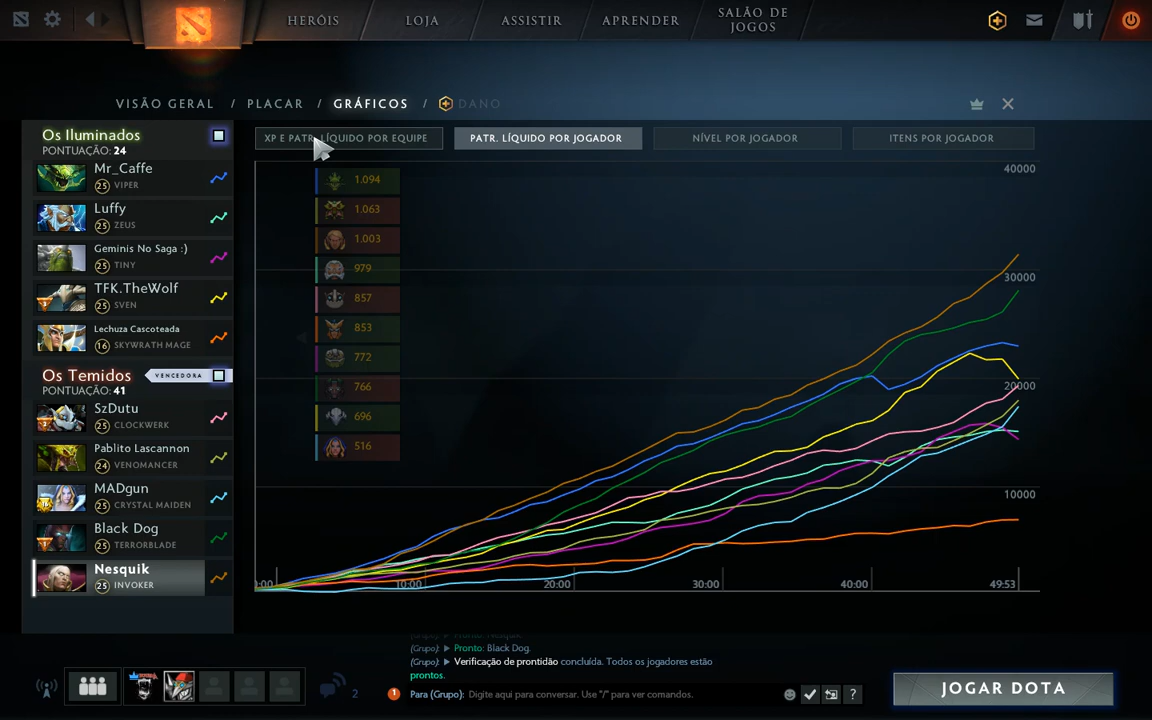 HERÓIS
LOJA
ASSISTIR
APRENDER
SALÃO DE
JOGOS
VISÃO GERAL / PLACAR / GRÁFICOS / DANO
Os Iluminados
PONTUAÇÃO: 24
Mr_Caffe
25 VIPER
Luffy
25 ZEUS
Geminis No Saga :)
25 TINY
TFK.TheWolf
25 SVEN
Lechuza Cascoteada
16 SKYWRATH MAGE
Os Temidos
VENCEDORA
PONTUAÇÃO: 41
SzDutu
25 CLOCKWERK
Pablito Lascannon
24 VENOMANCER
MADgun
25 CRYSTAL MAIDEN
Black Dog
25 TERRORBLADE
Nesquik
25 INVOKER
XP E PATR. LÍQUIDO POR EQUIPE
PATR. LÍQUIDO POR JOGADOR
NÍVEL POR JOGADOR
ITENS POR JOGADOR
1.094
1.063
1.003
979
857
853
772
766
696
516
40000
30000
20000
10000
0:00
10:00
20:00
30:00
40:00
49:53
(Grupo): Pronto: Nesquik
(Grupo): Pronto: Black Dog
(Grupo): Verificação de prontidão concluída. Todos os jogadores estão
prontos.
2
1 Para (Grupo): Digite aqui para conversar. Use "/" para ver comandos.
?
JOGAR DOTA